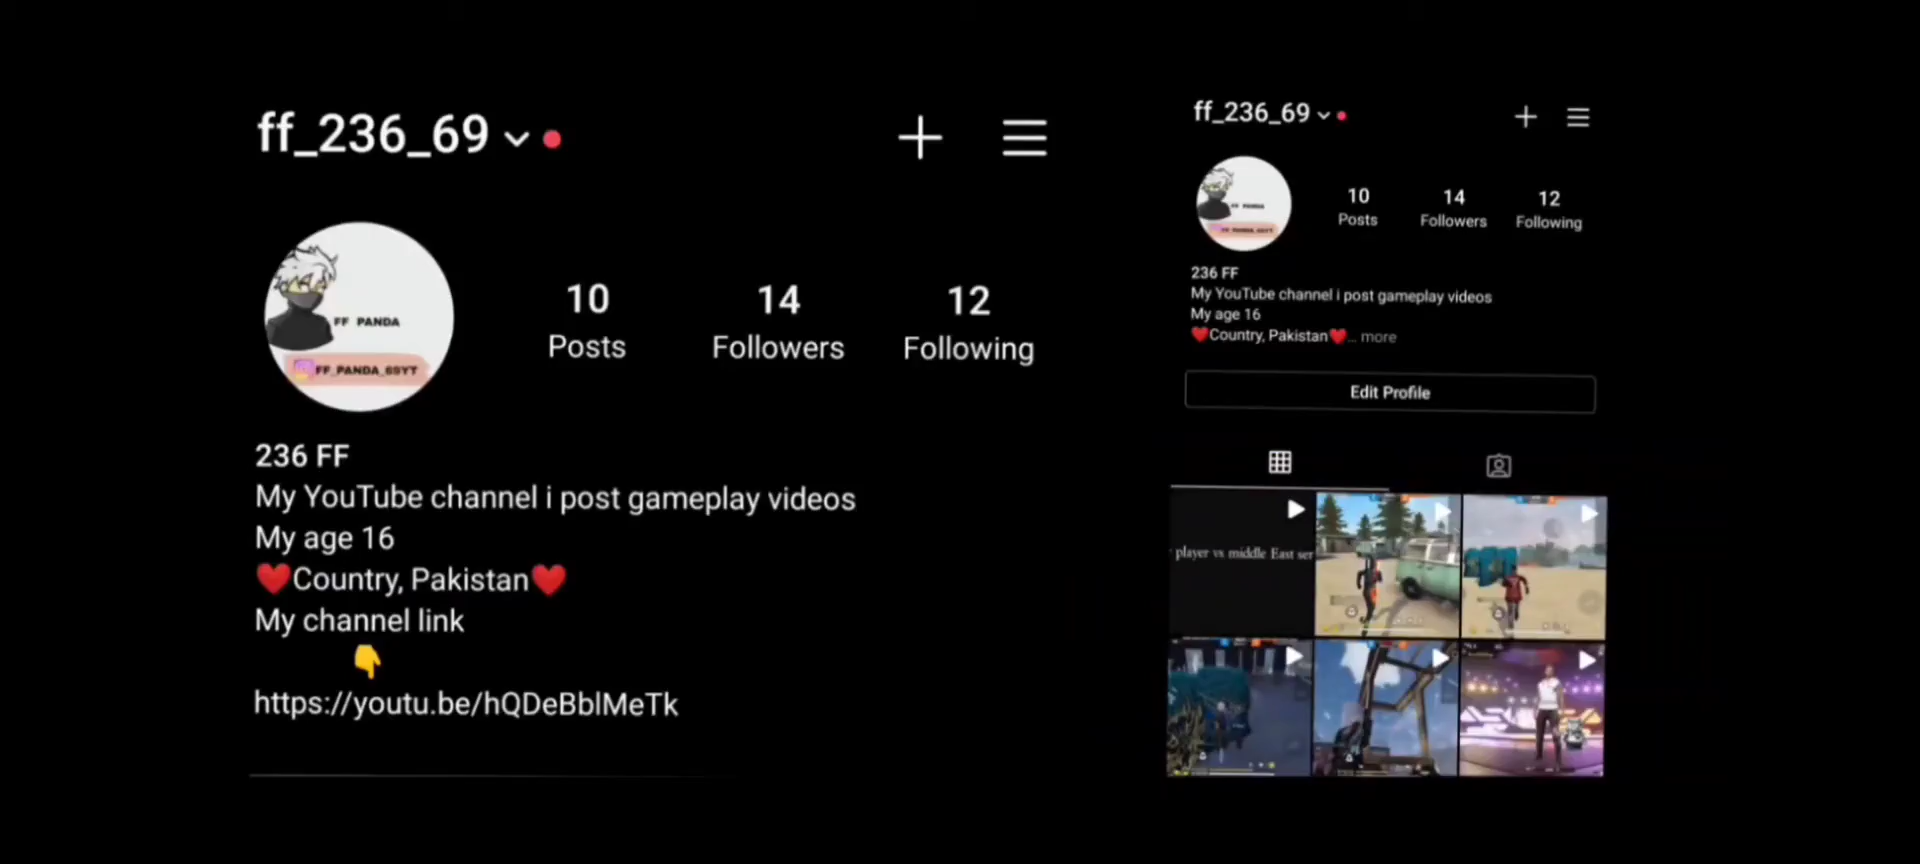 ff_236_69
FF PANDA
FF_PANDA_69YT
10
Posts
14
Followers
12
Following
236 FF
My YouTube channel i post gameplay videos
My age 16
❤️Country, Pakistan❤️
My channel link
👇
https://youtu.be/hQDeBblMeTk
ff_236_69
FF PANDA
FF_PANDA_69YT
10
Posts
14
Followers
12
Following
236 FF
My YouTube channel i post gameplay videos
My age 16
❤️Country, Pakistan❤️... more
Edit Profile
player vs middle East ser